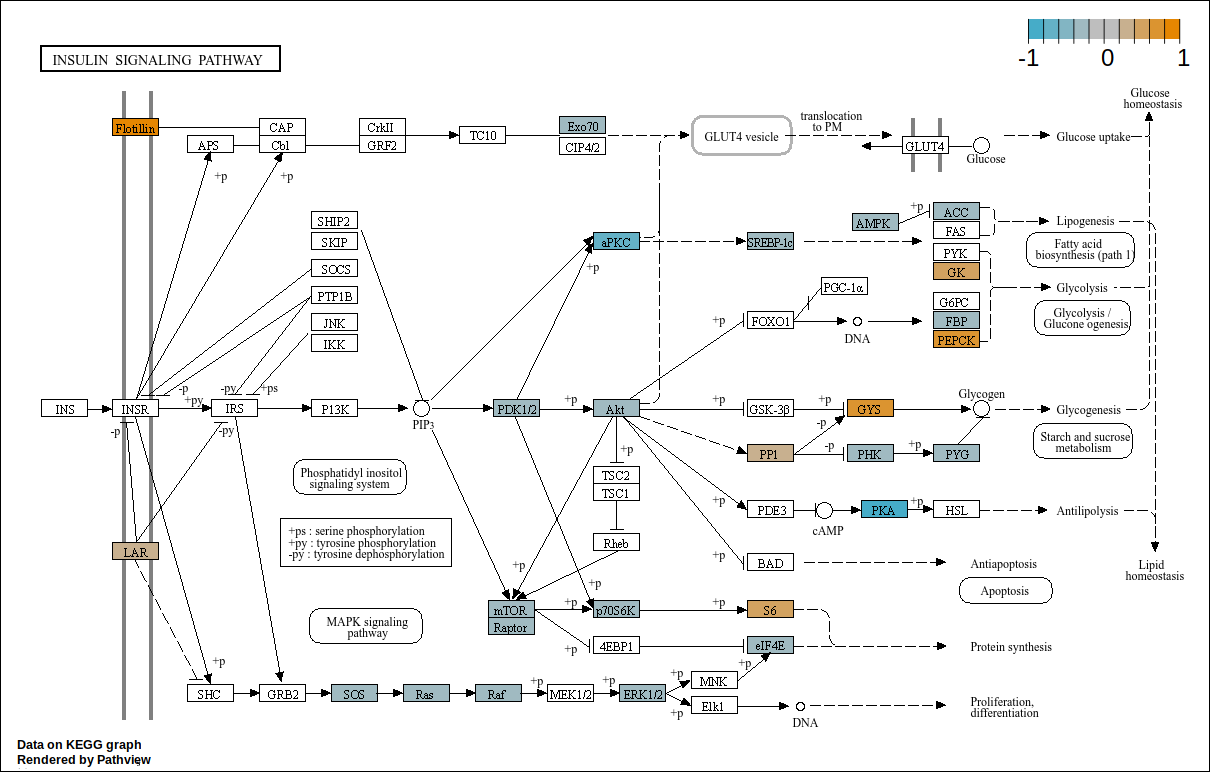 -1 0 1
INSULIN SIGNALING PATHWAY
Glucose
homeostasis
Flotillin
CAP
CrkII
Exo70
translocation
to PM
APS
Cbl
GRF2
TC10
CIP4/2
GLUT4 vesicle
GLUT4
Glucose
Glucose uptake
+p
+p
SHIP2
SKIP
SOCS
PTP1B
JNK
IKK
aPKC
+p
SREBP-1c
AMPK
+p
ACC
FAS
Lipogenesis
Fatty acid
biosynthesis (path 1)
PYK
GK
Glycolysis
PGC-1α
G6PC
FBP
PEPCK
Glycolysis /
Glucone ogenesis
+p
FOXO1
DNA
-p
+py
-py
+ps
INS
INSR
IRS
P13K
PIP3
PDK1/2
+p
Akt
+p
GSK-3β
+p
GYS
Glycogen
Glycogenesis
-p
-py
-p
PP1
-p
PHK
+p
PYG
Starch and sucrose
metabolism
Phosphatidyl inositol
signaling system
+p
TSC2
TSC1
+p
PDE3
cAMP
PKA
+p
HSL
Antilipolysis
+ps : serine phosphorylation
+py : tyrosine phosphorylation
-py : tyrosine dephosphorylation
LAR
Rheb
+p
+p
+p
BAD
Antiapoptosis
Apoptosis
Lipid
homeostasis
mTOR
Raptor
+p
p70S6K
+p
S6
MAPK signaling
pathway
+p
4EBP1
eIF4E
Protein synthesis
+p
SHC
GRB2
SOS
Ras
Raf
+p
MEK1/2
+p
ERK1/2
+p
MNK
+p
+p
Elk1
DNA
Proliferation,
differentiation
Data on KEGG graph
Rendered by Pathview